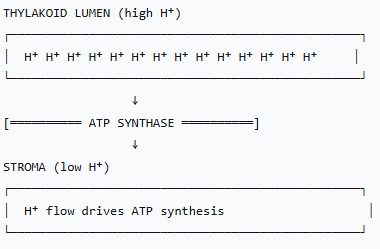 THYLAKOID LUMEN (high H⁺)
H⁺ H⁺ H⁺ H⁺ H⁺ H⁺ H⁺ H⁺ H⁺ H⁺ H⁺ H⁺ H⁺ H⁺
↓
[══════════ ATP SYNTHASE ══════════]
↓
STROMA (low H⁺)
H⁺ flow drives ATP synthesis